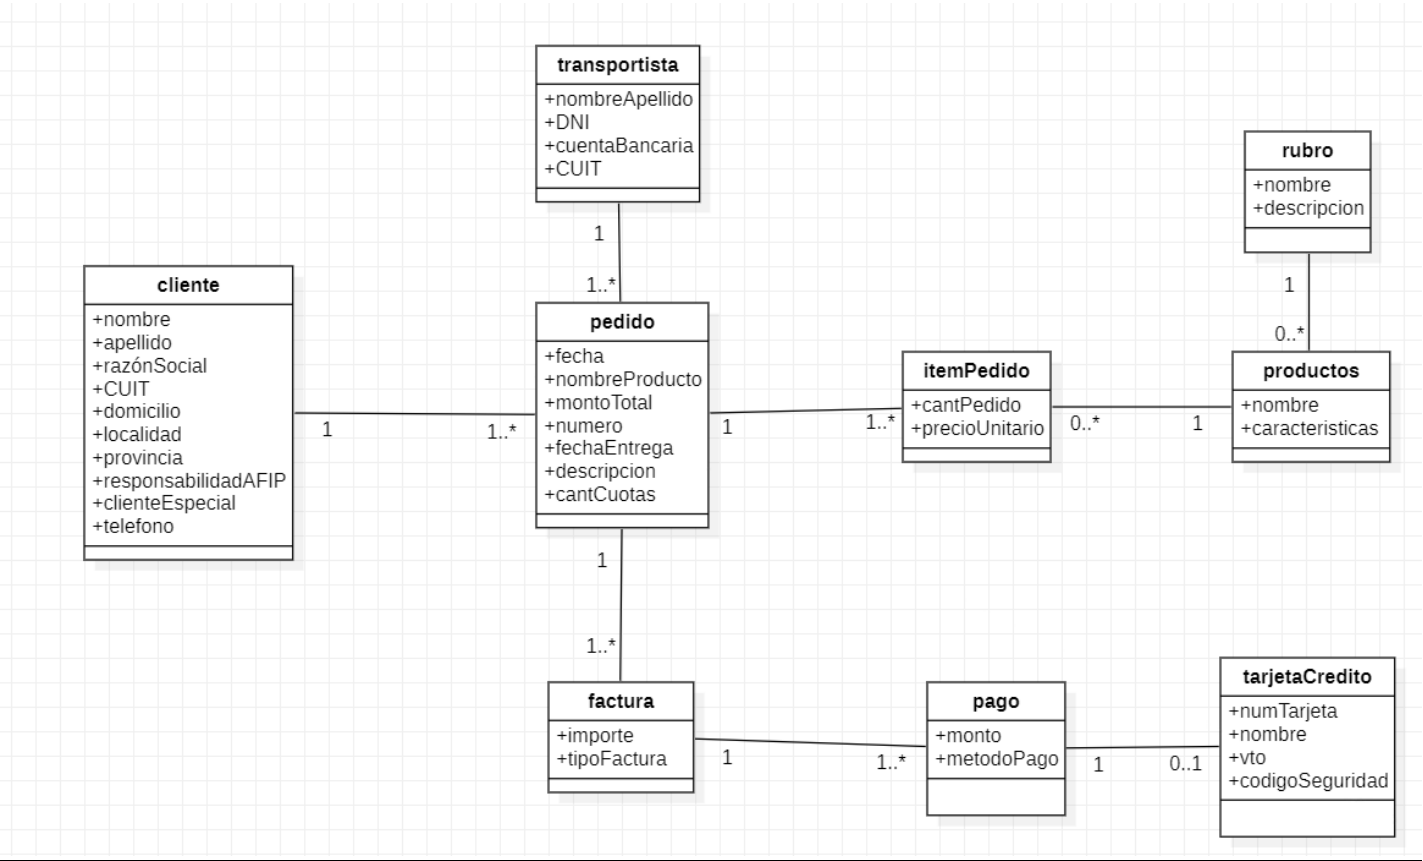 transportista
+nombreApellido
+DNI
+cuentaBancaria
+CUIT
1
1..*
rubro
+nombre
+descripcion
1
0..*
cliente
+nombre
+apellido
+razónSocial
+CUIT
+domicilio
+localidad
+provincia
+responsabilidadAFIP
+clienteEspecial
+telefono
1
1..*
pedido
+fecha
+nombreProducto
+montoTotal
+numero
+fechaEntrega
+descripcion
+cantCuotas
1
1..*
itemPedido
+cantPedido
+precioUnitario
0..*
1
productos
+nombre
+caracteristicas
1
1..*
factura
+importe
+tipoFactura
1
1..*
pago
+monto
+metodoPago
1
0..1
tarjetaCredito
+numTarjeta
+nombre
+vto
+codigoSeguridad